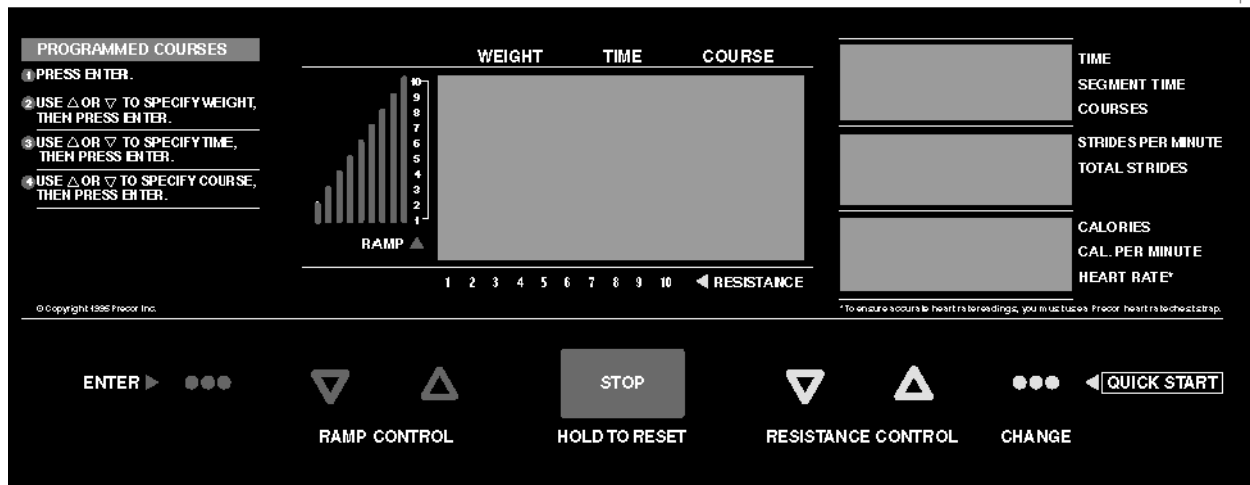 PROGRAMMED COURSES
1 PRESS ENTER.
2 USE △ OR ▽ TO SPECIFY WEIGHT,
THEN PRESS ENTER.
3 USE △ OR ▽ TO SPECIFY TIME,
THEN PRESS ENTER.
4 USE △ OR ▽ TO SPECIFY COURSE,
THEN PRESS ENTER.
© Copyright 1995 Precor Inc.
WEIGHT TIME COURSE
10
9
8
7
6
5
4
3
2
1
RAMP ▲
1 2 3 4 5 6 7 8 9 10 ◀ RESISTANCE
TIME
SEGMENT TIME
COURSES
STRIDES PER MINUTE
TOTAL STRIDES
CALORIES
CAL. PER MINUTE
HEART RATE*
*To ensure accurate heart rate readings, you must use a Precor heart rate chest strap.
ENTER ▶
STOP
◀ QUICK START
RAMP CONTROL
HOLD TO RESET
RESISTANCE CONTROL
CHANGE